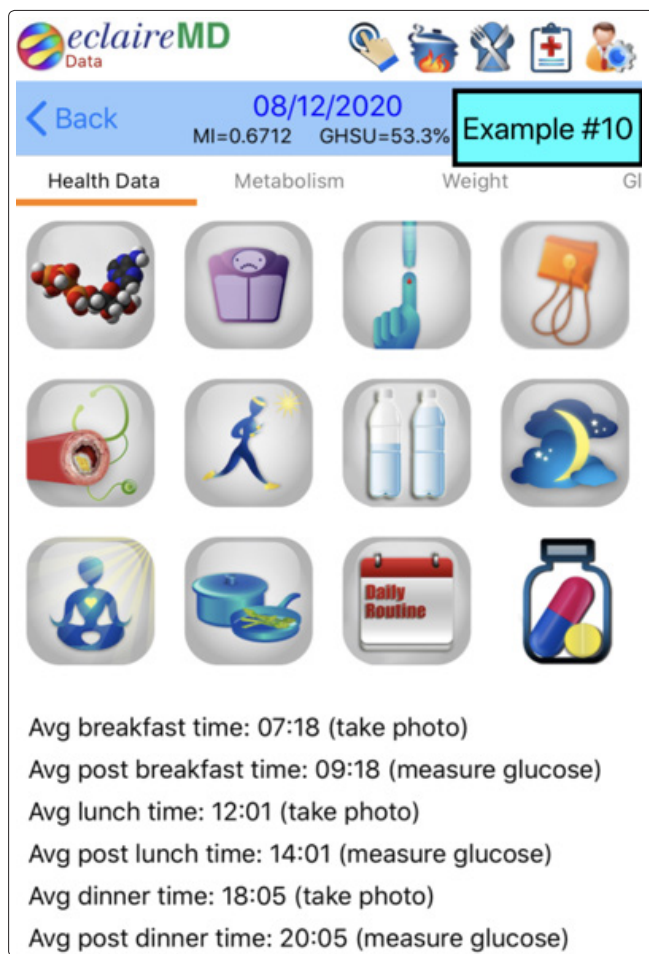 eclaireMD
Data
Back
08/12/2020
MI=0.6712 GHSU=53.3%
Example #10
Health Data Metabolism Weight Gl
Daily
Routine
Avg breakfast time: 07:18 (take photo)
Avg post breakfast time: 09:18 (measure glucose)
Avg lunch time: 12:01 (take photo)
Avg post lunch time: 14:01 (measure glucose)
Avg dinner time: 18:05 (take photo)
Avg post dinner time: 20:05 (measure glucose)